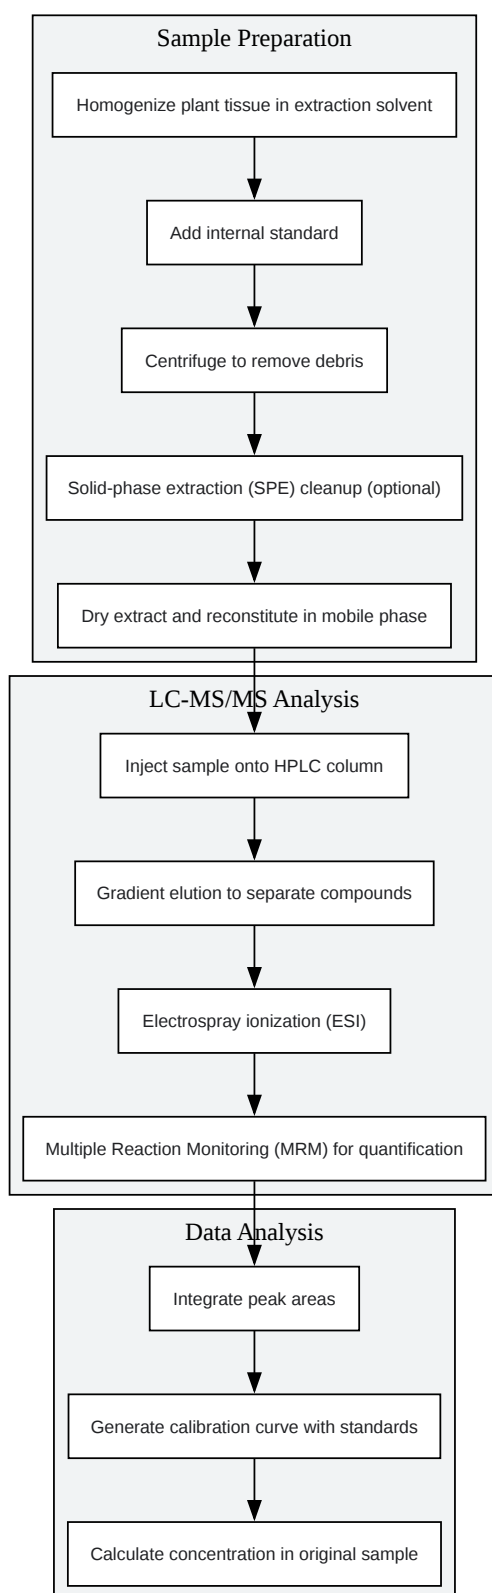 Sample Preparation
Homogenize plant tissue in extraction solvent
Add internal standard
Centrifuge to remove debris
Solid-phase extraction (SPE) cleanup (optional)
Dry extract and reconstitute in mobile phase
LC-MS/MS Analysis
Inject sample onto HPLC column
Gradient elution to separate compounds
Electrospray ionization (ESI)
Multiple Reaction Monitoring (MRM) for quantification
Data Analysis
Integrate peak areas
Generate calibration curve with standards
Calculate concentration in original sample